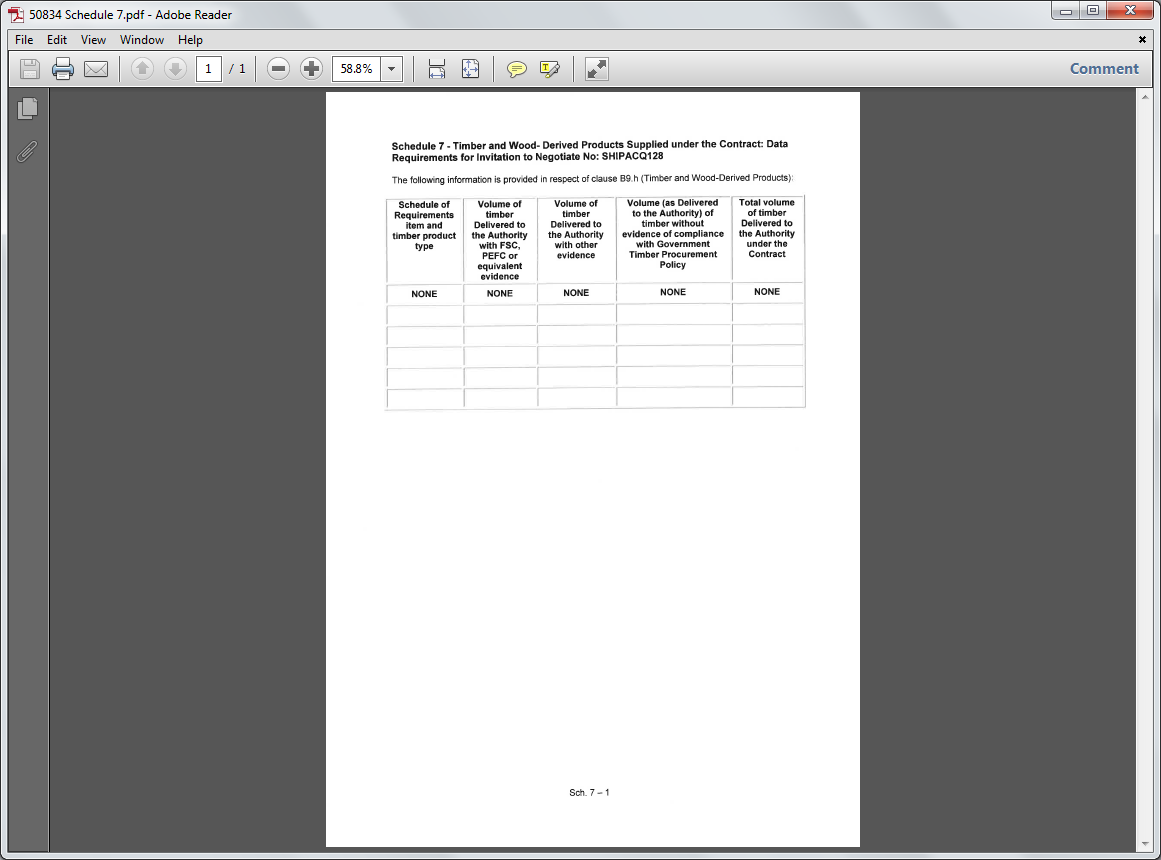 50834 Schedule 7.pdf - Adobe Reader
File Edit View Window Help
1 / 1 58.8% Comment
Schedule 7 - Timber and Wood- Derived Products Supplied under the Contract: Data
Requirements for Invitation to Negotiate No: SHIPACQ128
The following information is provided in respect of clause B9.h (Timber and Wood-Derived Products):
Schedule of
Requirements
item and
timber product
type
Volume of
timber
Delivered to
the Authority
with FSC,
PEFC or
equivalent
evidence
Volume of
timber
Delivered to
the Authority
with other
evidence
Volume (as Delivered
to the Authority) of
timber without
evidence of compliance
with Government
Timber Procurement
Policy
Total volume
of timber
Delivered to
the Authority
under the
Contract
NONE NONE NONE NONE NONE
Sch. 7 – 1